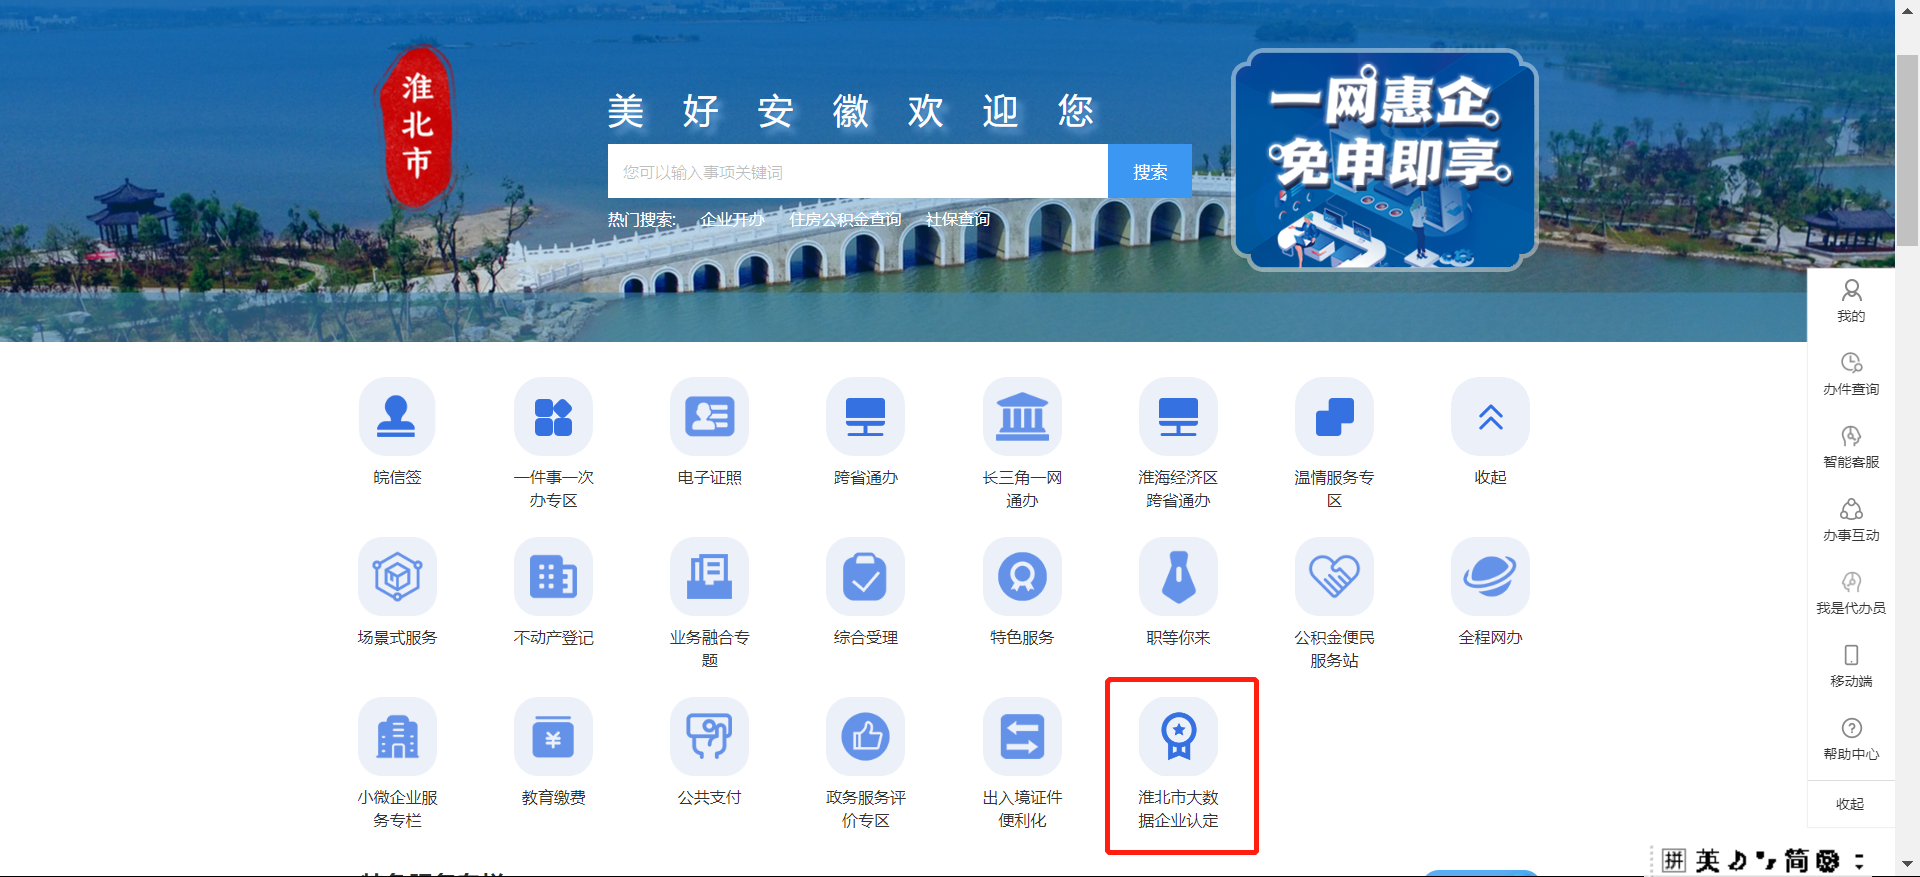 淮北市
美好安徽欢迎您
您可以输入事项关键词
搜索
热门搜索: 企业开办 住房公积金查询 社保查询
一网惠企
免申即享
我的
办件查询
智能客服
办事互动
我是代办员
移动端
帮助中心
收起
皖信签
一件事一次
办专区
电子证照
跨省通办
长三角一网
通办
淮海经济区
跨省通办
温情服务专
区
收起
场景式服务
不动产登记
业务融合专
题
综合受理
特色服务
职等你来
公积金便民
服务站
全程网办
小微企业服
务专栏
教育缴费
公共支付
政务服务评
价专区
出入境证件
便利化
淮北市大数
据企业认定
拼 英 简